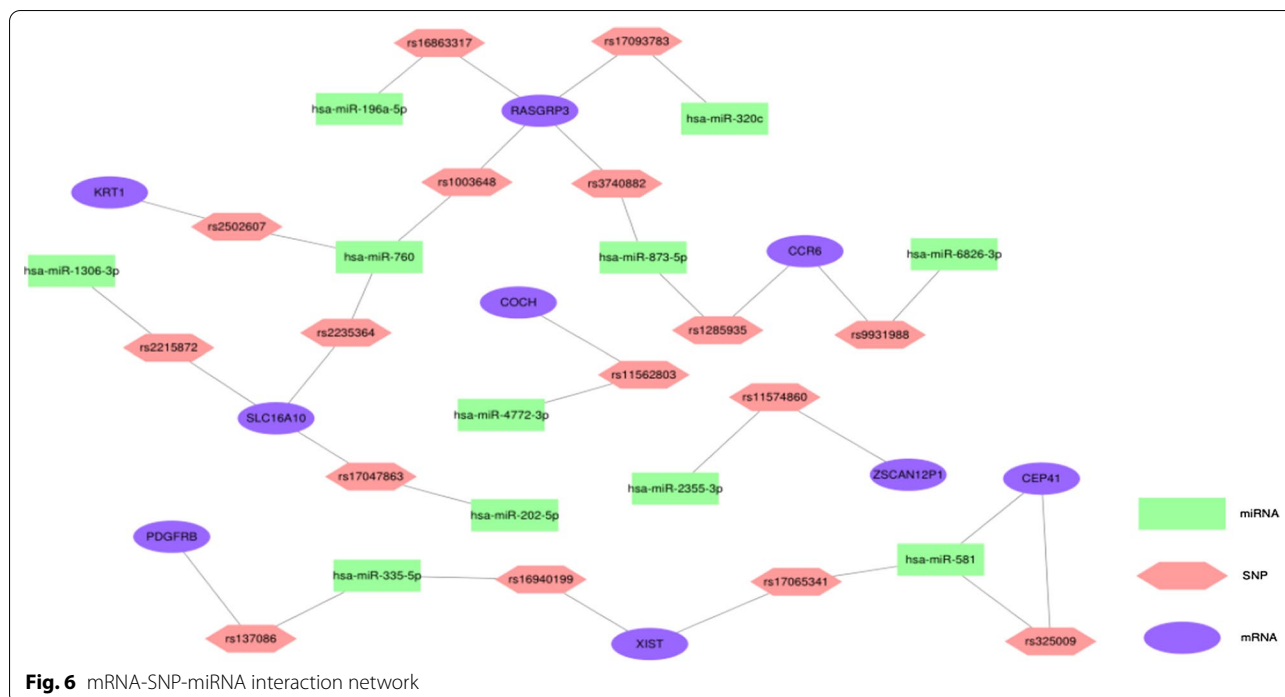 rs16863317
rs17093783
hsa-miR-196a-5p
RASGRP3
hsa-miR-320c
KRT1
rs1003648
rs3740882
rs2502607
hsa-miR-760
hsa-miR-873-5p
CCR6
hsa-miR-6826-3p
hsa-miR-1306-3p
COCH
rs2215872
rs2235364
rs1285935
rs9931988
rs11562803
SLC16A10
hsa-miR-4772-3p
rs11574860
rs17047863
hsa-miR-2355-3p
ZSCAN12P1
CEP41
hsa-miR-202-5p
miRNA
PDGFRB
hsa-miR-335-5p
rs16940199
rs17065341
hsa-miR-581
SNP
rs137086
XIST
rs325009
mRNA
Fig. 6 mRNA-SNP-miRNA interaction network